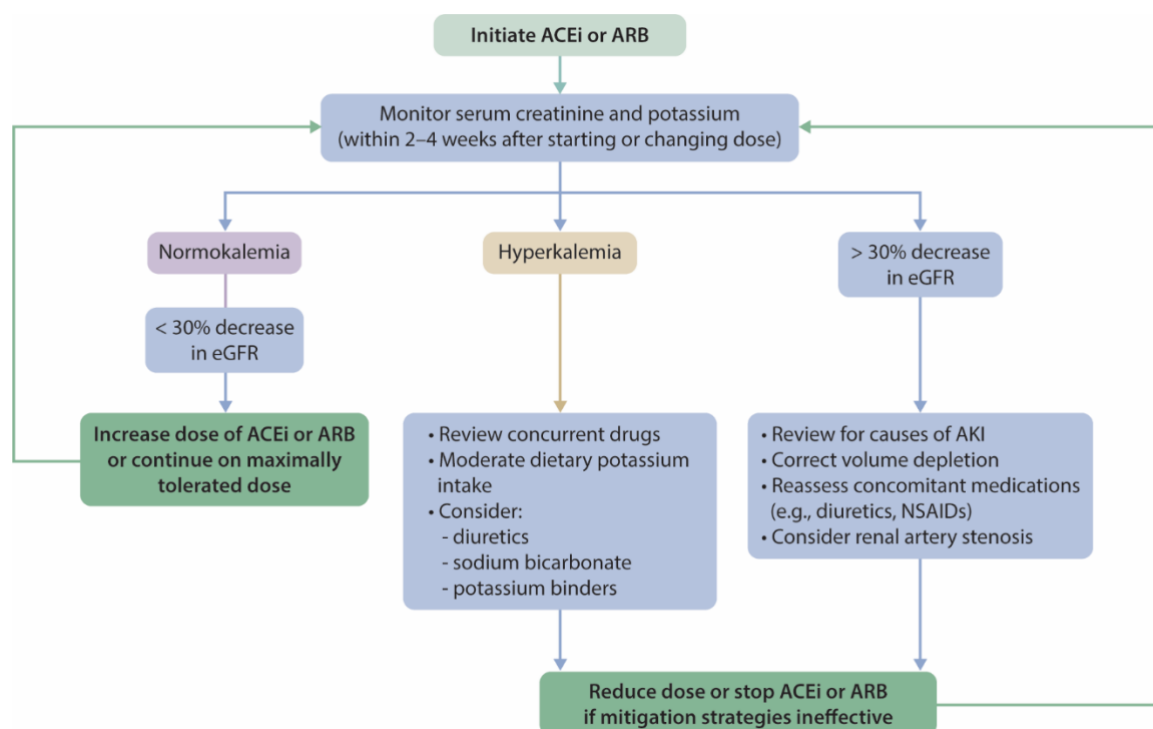 Initiate ACEi or ARB
Monitor serum creatinine and potassium
(within 2–4 weeks after starting or changing dose)
Normokalemia
< 30% decrease
in eGFR
Increase dose of ACEi or ARB
or continue on maximally
tolerated dose
Hyperkalemia
• Review concurrent drugs
• Moderate dietary potassium
intake
• Consider:
- diuretics
- sodium bicarbonate
- potassium binders
> 30% decrease
in eGFR
• Review for causes of AKI
• Correct volume depletion
• Reassess concomitant medications
(e.g., diuretics, NSAIDs)
• Consider renal artery stenosis
Reduce dose or stop ACEi or ARB
if mitigation strategies ineffective